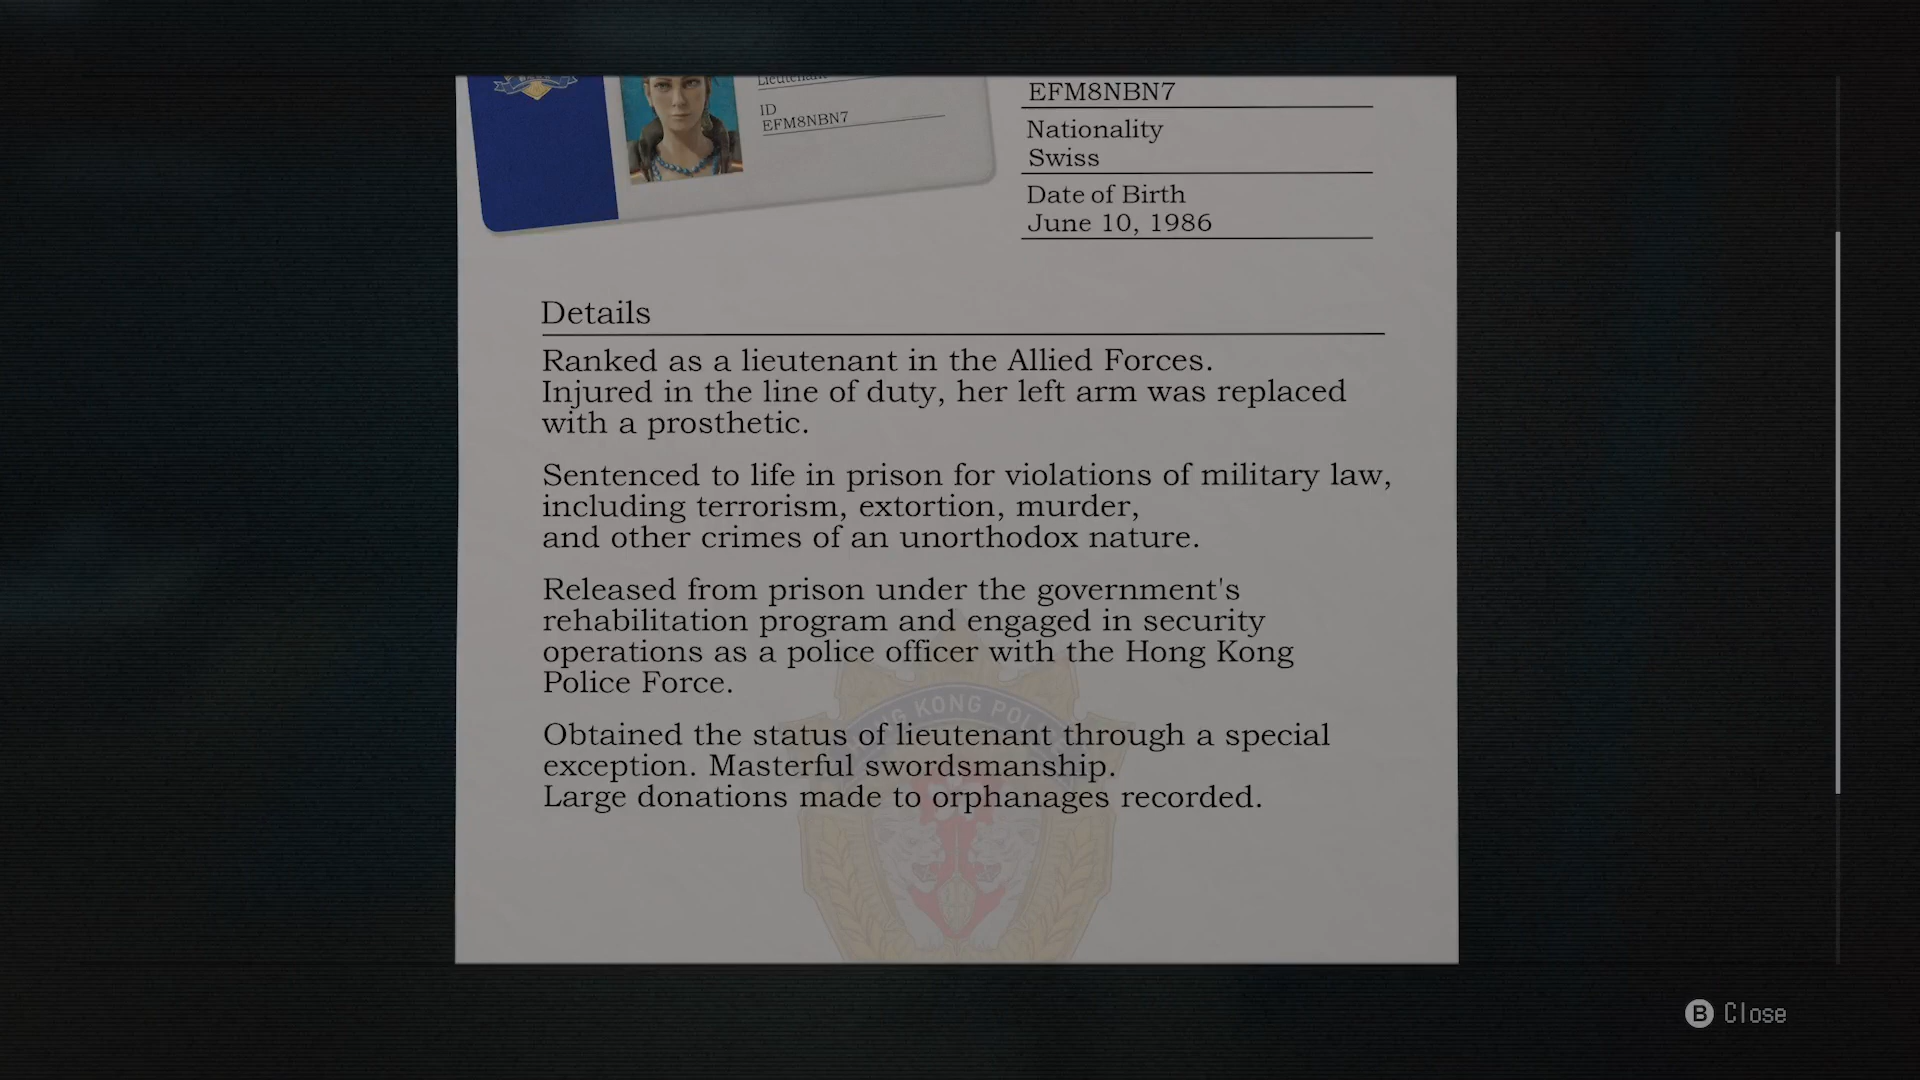 Lieutenant
ID
EFM8NBN7
EFM8NBN7
Nationality
Swiss
Date of Birth
June 10, 1986
Details
Ranked as a lieutenant in the Allied Forces.
Injured in the line of duty, her left arm was replaced
with a prosthetic.
Sentenced to life in prison for violations of military law,
including terrorism, extortion, murder,
and other crimes of an unorthodox nature.
Released from prison under the government's
rehabilitation program and engaged in security
operations as a police officer with the Hong Kong
Police Force.
Obtained the status of lieutenant through a special
exception. Masterful swordsmanship.
Large donations made to orphanages recorded.
HONG KONG POLICE
B Close